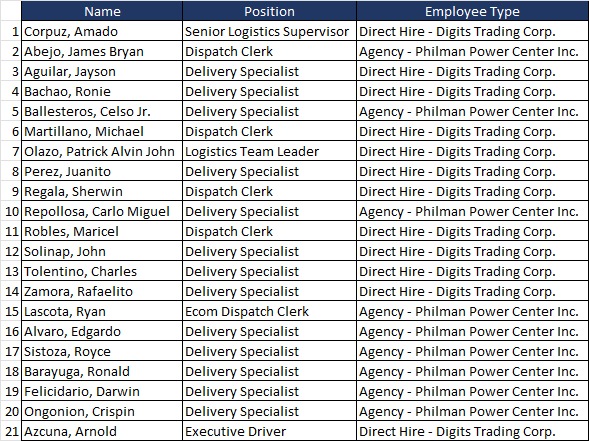 Name Position Employee Type
1 Corpuz, Amado Senior Logistics Supervisor Direct Hire - Digits Trading Corp.
2 Abejo, James Bryan Dispatch Clerk Agency - Philman Power Center Inc.
3 Aguilar, Jayson Delivery Specialist Direct Hire - Digits Trading Corp.
4 Bachao, Ronie Delivery Specialist Direct Hire - Digits Trading Corp.
5 Ballesteros, Celso Jr. Delivery Specialist Agency - Philman Power Center Inc.
6 Martillano, Michael Dispatch Clerk Direct Hire - Digits Trading Corp.
7 Olazo, Patrick Alvin John Logistics Team Leader Direct Hire - Digits Trading Corp.
8 Perez, Juanito Delivery Specialist Direct Hire - Digits Trading Corp.
9 Regala, Sherwin Dispatch Clerk Direct Hire - Digits Trading Corp.
10 Repollosa, Carlo Miguel Delivery Specialist Agency - Philman Power Center Inc.
11 Robles, Maricel Dispatch Clerk Direct Hire - Digits Trading Corp.
12 Solinap, John Delivery Specialist Direct Hire - Digits Trading Corp.
13 Tolentino, Charles Delivery Specialist Direct Hire - Digits Trading Corp.
14 Zamora, Rafaelito Delivery Specialist Direct Hire - Digits Trading Corp.
15 Lascota, Ryan Ecom Dispatch Clerk Agency - Philman Power Center Inc.
16 Alvaro, Edgardo Delivery Specialist Agency - Philman Power Center Inc.
17 Sistoza, Royce Delivery Specialist Agency - Philman Power Center Inc.
18 Barayuga, Ronald Delivery Specialist Agency - Philman Power Center Inc.
19 Felicidario, Darwin Delivery Specialist Agency - Philman Power Center Inc.
20 Ongonion, Crispin Delivery Specialist Agency - Philman Power Center Inc.
21 Azcuna, Arnold Executive Driver Direct Hire - Digits Trading Corp.